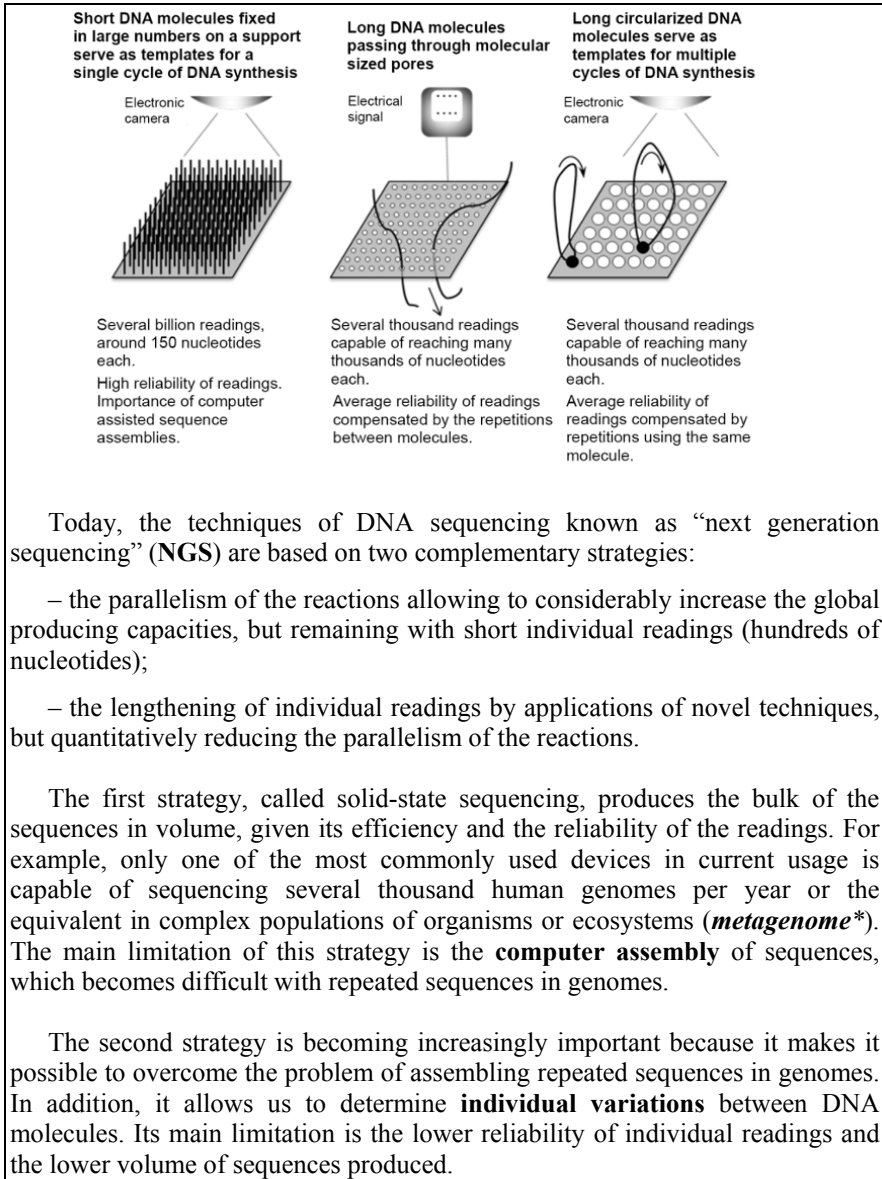 Short DNA molecules fixed
in large numbers on a support
serve as templates for a
single cycle of DNA synthesis
Electronic
camera
Several billion readings,
around 150 nucleotides
each.
High reliability of readings.
Importance of computer
assisted sequence
assemblies.
Long DNA molecules
passing through molecular
sized pores
Electrical
signal
Several thousand readings
capable of reaching many
thousands of nucleotides
each.
Average reliability of readings
compensated by the repetitions
between molecules.
Long circularized DNA
molecules serve as
templates for multiple
cycles of DNA synthesis
Electronic
camera
Several thousand readings
capable of reaching many
thousands of nucleotides
each.
Average reliability of
readings compensated by
repetitions using the same
molecule.
Today, the techniques of DNA sequencing known as “next generation
sequencing” (NGS) are based on two complementary strategies:
– the parallelism of the reactions allowing to considerably increase the global
producing capacities, but remaining with short individual readings (hundreds of
nucleotides);
– the lengthening of individual readings by applications of novel techniques,
but quantitatively reducing the parallelism of the reactions.
The first strategy, called solid-state sequencing, produces the bulk of the
sequences in volume, given its efficiency and the reliability of the readings. For
example, only one of the most commonly used devices in current usage is
capable of sequencing several thousand human genomes per year or the
equivalent in complex populations of organisms or ecosystems (metagenome*).
The main limitation of this strategy is the computer assembly of sequences,
which becomes difficult with repeated sequences in genomes.
The second strategy is becoming increasingly important because it makes it
possible to overcome the problem of assembling repeated sequences in genomes.
In addition, it allows us to determine individual variations between DNA
molecules. Its main limitation is the lower reliability of individual readings and
the lower volume of sequences produced.